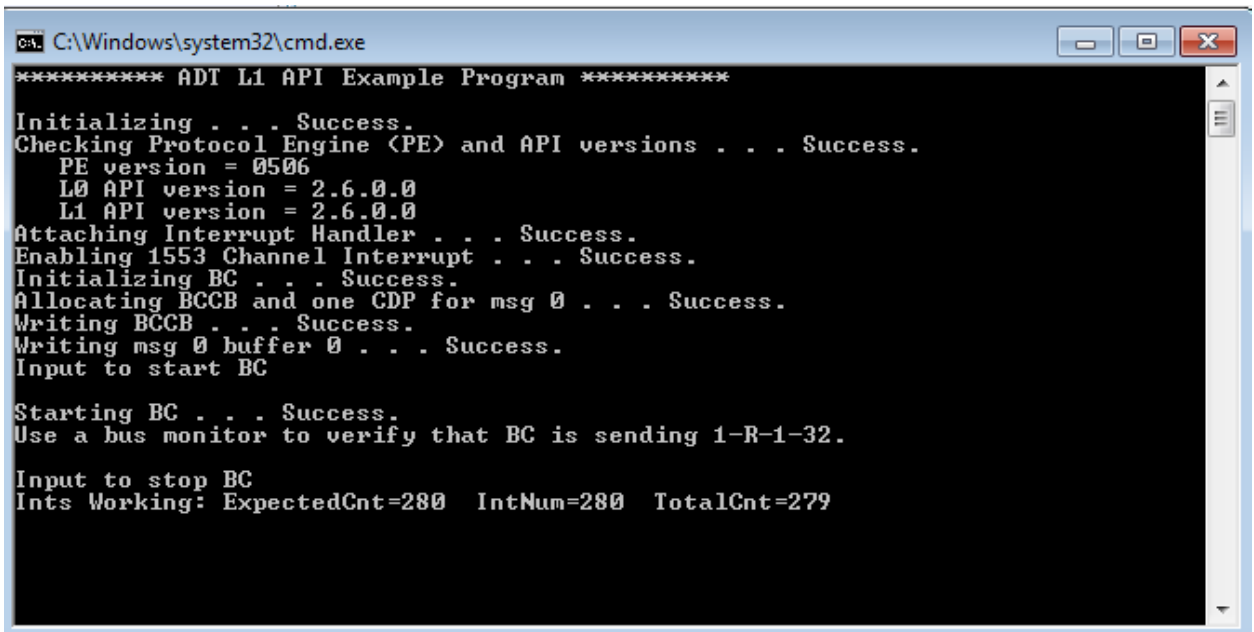 C:\Windows\system32\cmd.exe
********** ADT L1 API Example Program **********
Initializing . . . Success.
Checking Protocol Engine (PE) and API versions . . . Success.
PE version = 0506
L0 API version = 2.6.0.0
L1 API version = 2.6.0.0
Attaching Interrupt Handler . . . Success.
Enabling 1553 Channel Interrupt . . . Success.
Initializing BC . . . Success.
Allocating BCCB and one CDP for msg 0 . . . Success.
Writing BCCB . . . Success.
Writing msg 0 buffer 0 . . . Success.
Input to start BC
Starting BC . . . Success.
Use a bus monitor to verify that BC is sending 1-R-1-32.
Input to stop BC
Ints Working: ExpectedCnt=280  IntNum=280  TotalCnt=279